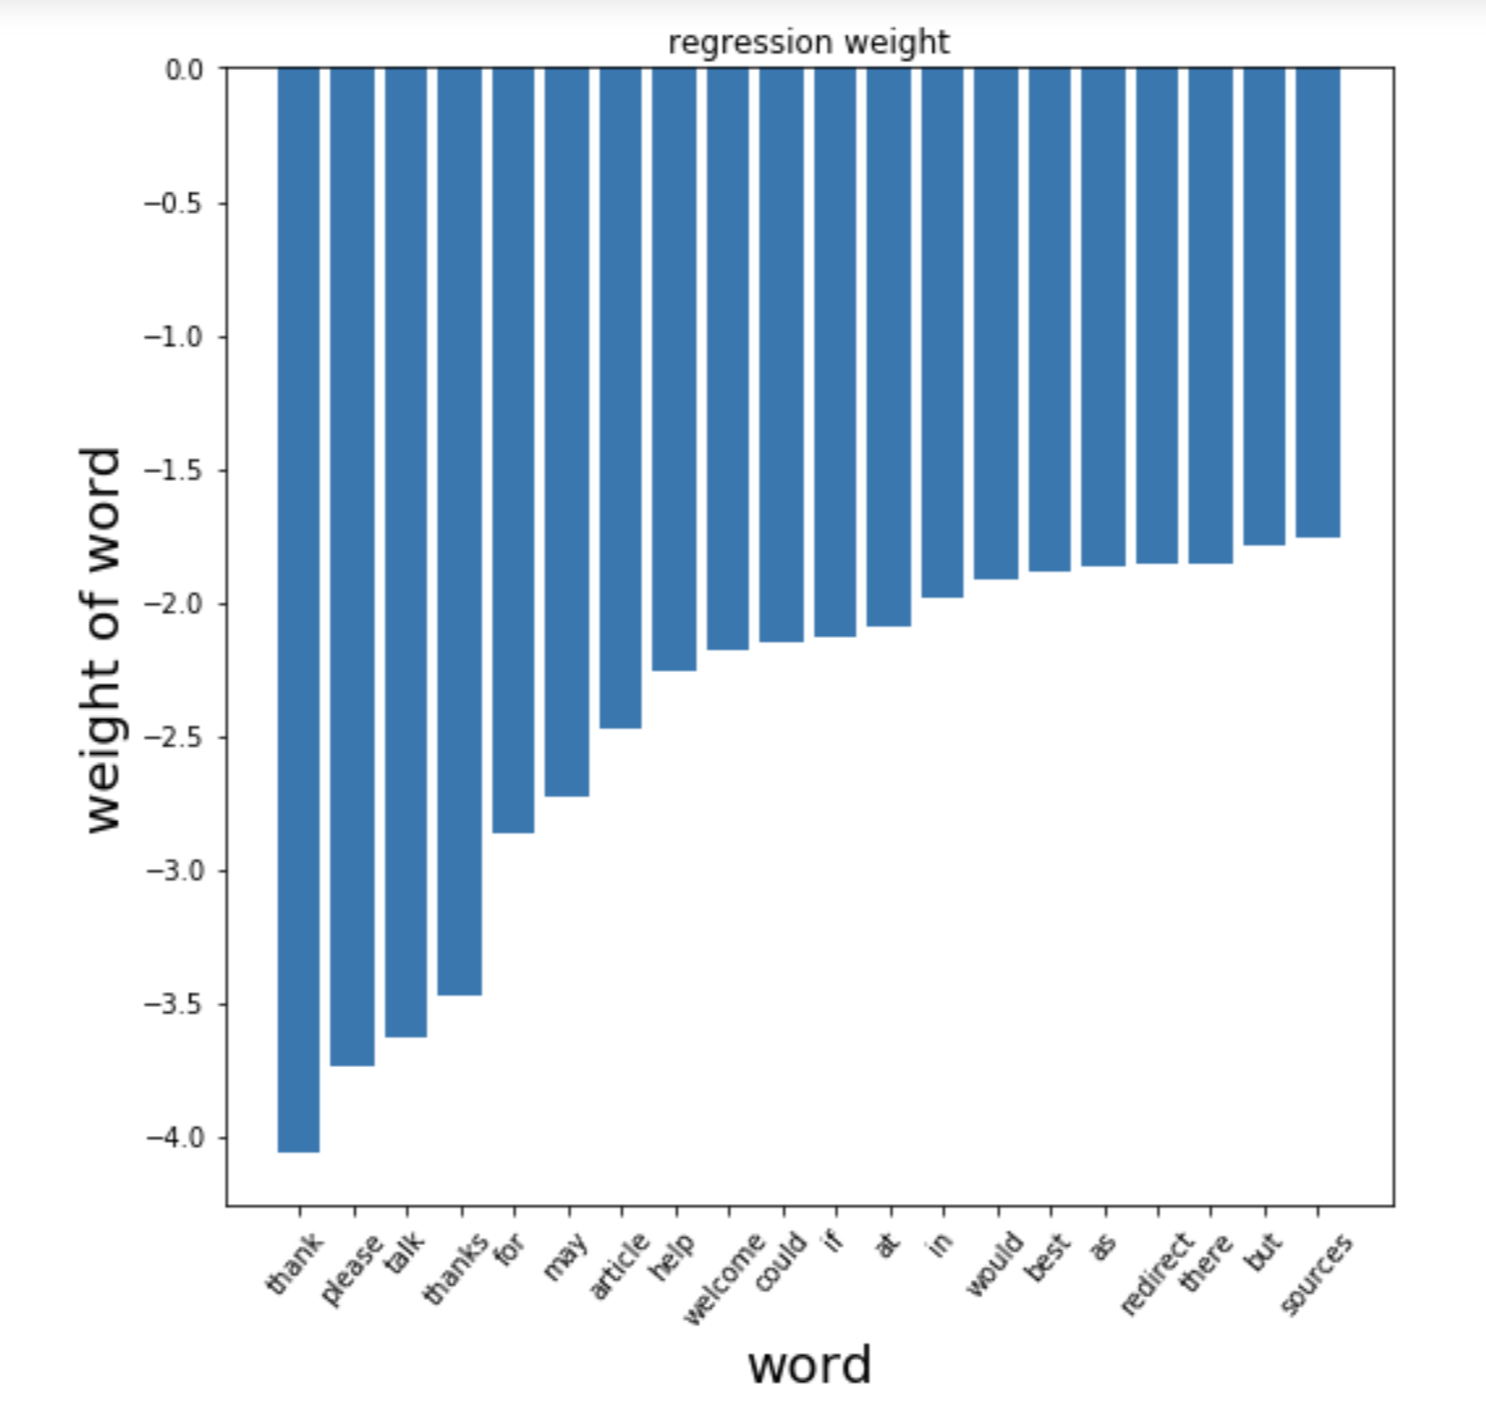 regression weight
0.0
−0.5
−1.0
−1.5
−2.0
−2.5
−3.0
−3.5
−4.0
weight of word
thank
please
talk
thanks
for
may
article
help
welcome
could
if
at
in
would
best
as
redirect
there
but
sources
word